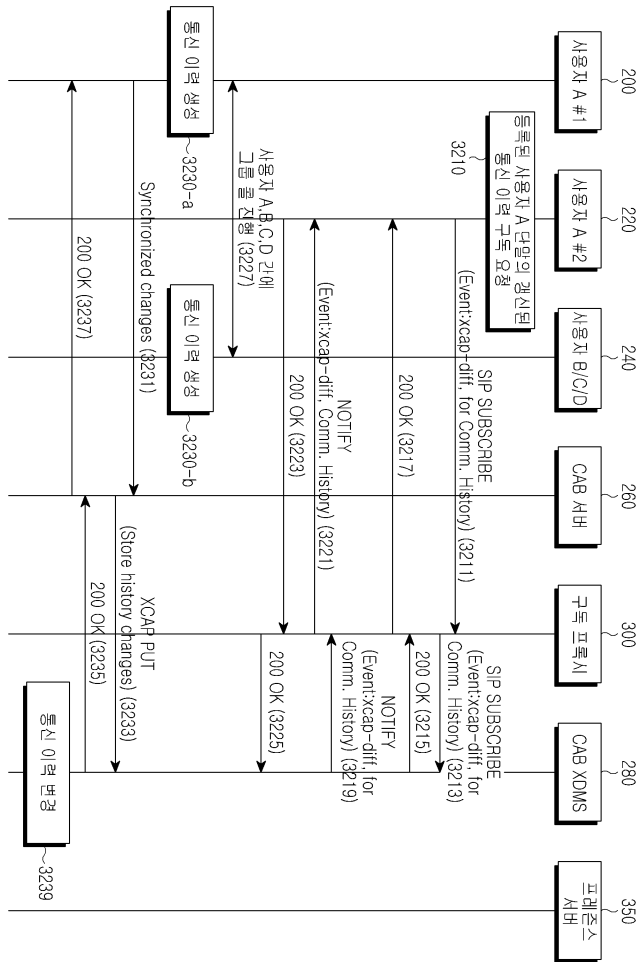 200
220
240
260
300
280
350
사용자 A #1
사용자 A #2
사용자 B/C/D
CAB 서버
구독 프록시
CAB XDMS
프레즌스
서버
등록된 사용자 A 단말의 갱신된
통신 이력 구독 요청
3210
SIP SUBSCRIBE
(Event:xcap-diff, for Comm. History) (3211)
SIP SUBSCRIBE
(Event:xcap-diff, for
Comm. History) (3213)
200 OK (3215)
200 OK (3217)
NOTIFY
(Event:xcap-diff, for
Comm. History) (3219)
NOTIFY
(Event:xcap-diff, Comm. History) (3221)
200 OK (3223)
200 OK (3225)
사용자 A,B,C,D 간에
그룹 콜 진행 (3227)
통신 이력 생성
3230-a
통신 이력 생성
3230-b
Synchronized changes (3231)
XCAP PUT
(Store history changes) (3233)
200 OK (3235)
200 OK (3237)
통신 이력 변경
3239